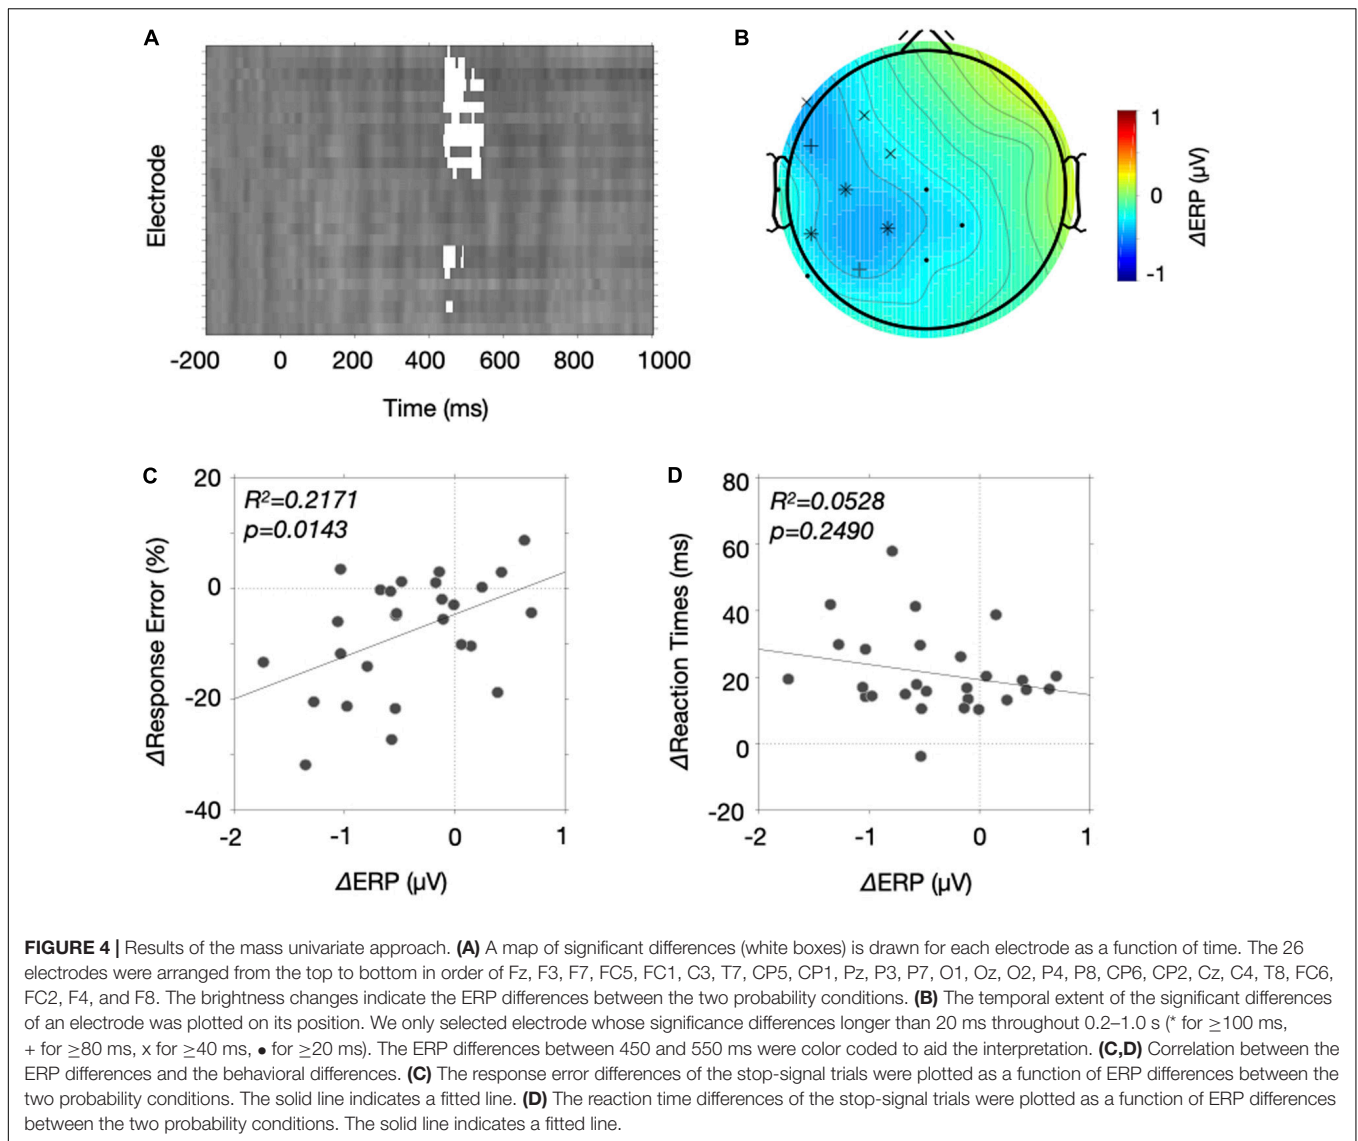 A
B
Electrode
-200
0
200
400
600
800
1000
Time (ms)
1
0
-1
ΔERP (µV)
C
D
R²=0.2171
p=0.0143
ΔResponse Error (%)
20
0
-20
-40
-2
-1
0
1
ΔERP (µV)
R²=0.0528
p=0.2490
ΔReaction Times (ms)
80
60
40
20
0
-20
-2
-1
0
1
ΔERP (µV)
FIGURE 4 | Results of the mass univariate approach. (A) A map of significant differences (white boxes) is drawn for each electrode as a function of time. The 26
electrodes were arranged from the top to bottom in order of Fz, F3, F7, FC5, FC1, C3, T7, CP5, CP1, Pz, P3, P7, O1, Oz, O2, P4, P8, CP6, CP2, Cz, C4, T8, FC6,
FC2, F4, and F8. The brightness changes indicate the ERP differences between the two probability conditions. (B) The temporal extent of the significant differences
of an electrode was plotted on its position. We only selected electrode whose significance differences longer than 20 ms throughout 0.2–1.0 s (* for ≥100 ms,
+ for ≥80 ms, x for ≥40 ms, ● for ≥20 ms). The ERP differences between 450 and 550 ms were color coded to aid the interpretation. (C,D) Correlation between the
ERP differences and the behavioral differences. (C) The response error differences of the stop-signal trials were plotted as a function of ERP differences between the
two probability conditions. The solid line indicates a fitted line. (D) The reaction time differences of the stop-signal trials were plotted as a function of ERP differences
between the two probability conditions. The solid line indicates a fitted line.